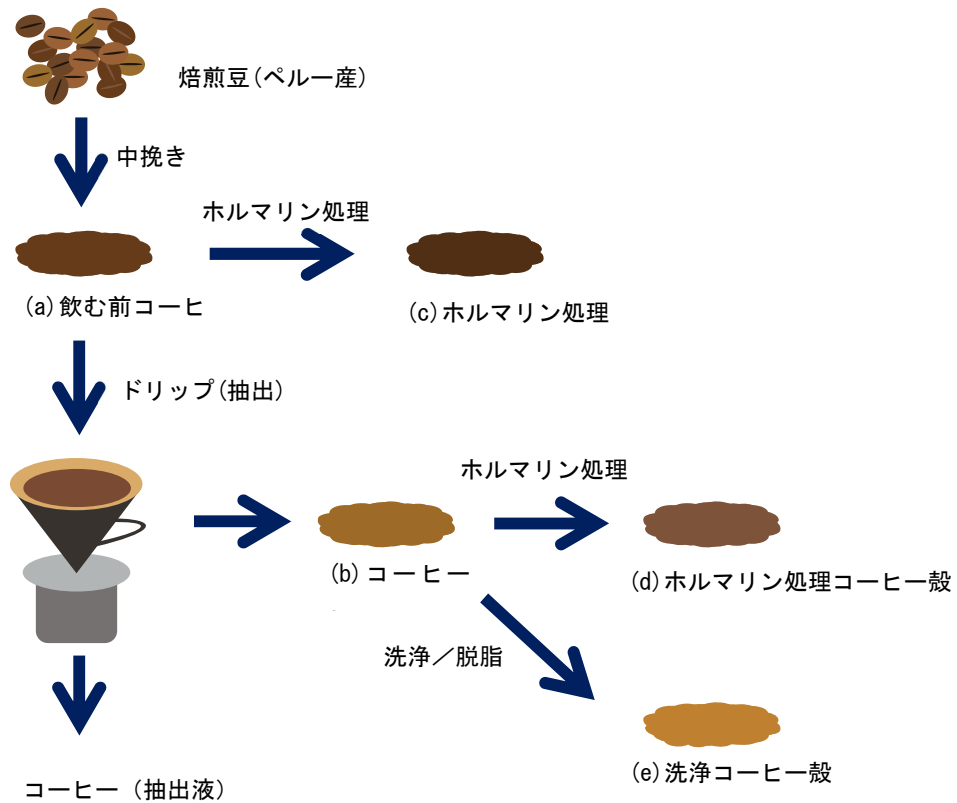 焙煎豆(ペルー産)
中挽き
ホルマリン処理
(a)飲む前コーヒ
(c)ホルマリン処理
ドリップ(抽出)
ホルマリン処理
(b)コーヒー
(d)ホルマリン処理コーヒー殻
洗浄／脱脂
(e)洗浄コーヒー殻
コーヒー（抽出液）